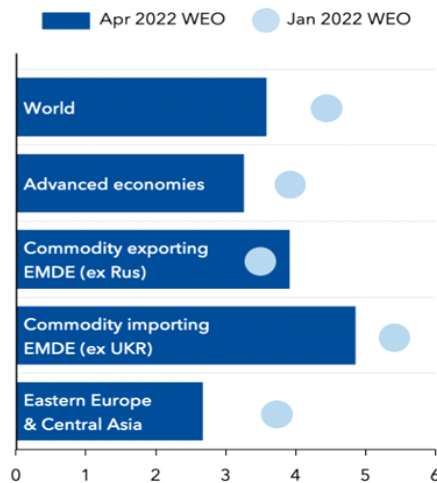 Apr 2022 WEO Jan 2022 WEO
World
Advanced economies
Commodity exporting
EMDE (ex Rus)
Commodity importing
EMDE (ex UKR)
Eastern Europe
& Central Asia
0 1 2 3 4 5 6